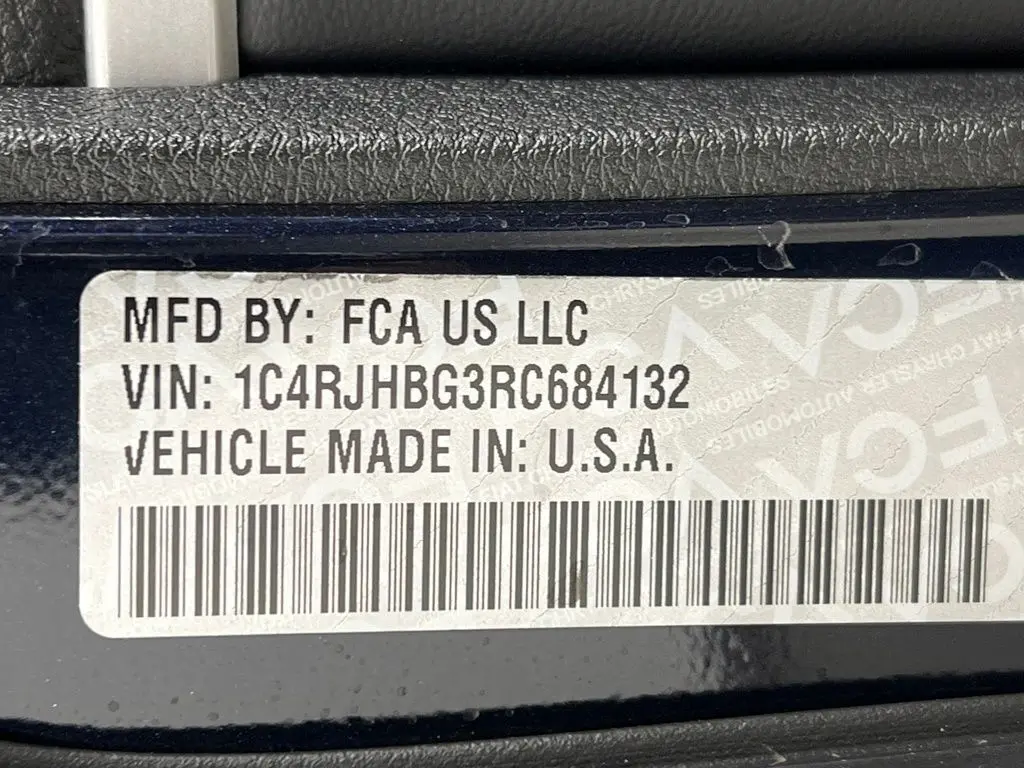 MFD BY: FCA US LLC
VIN: 1C4RJHBG3RC684132
VEHICLE MADE IN: U.S.A.